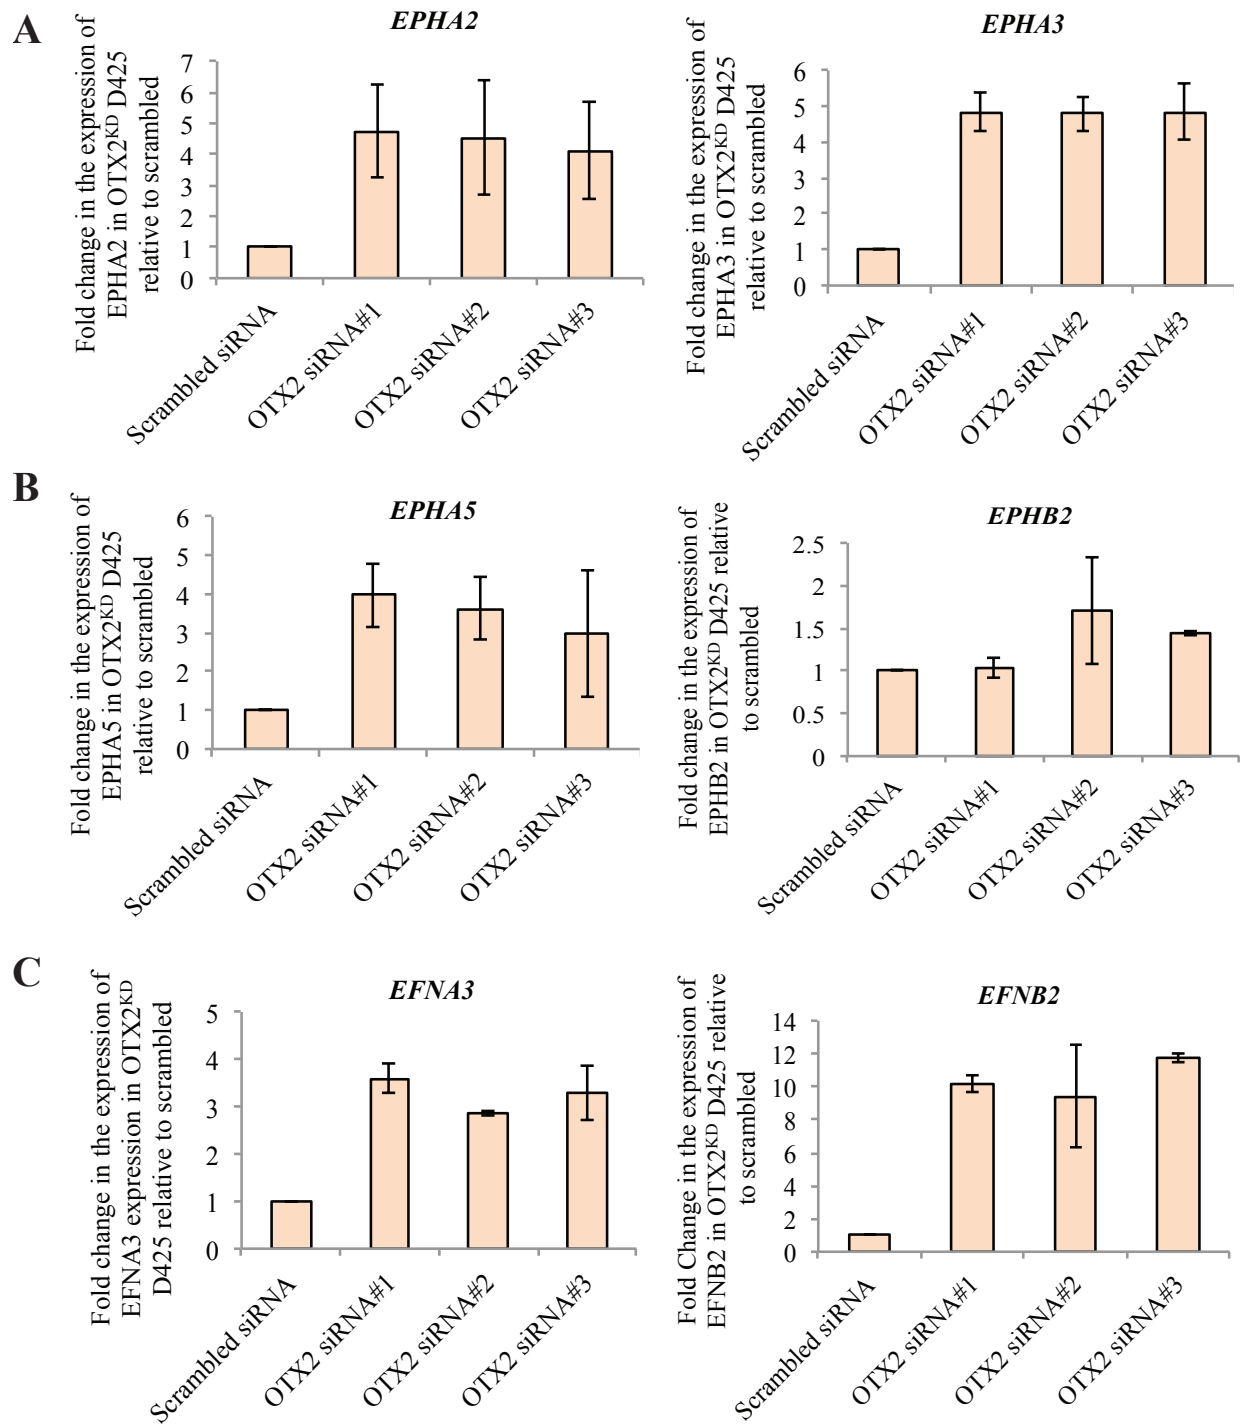 A
EPHA2
Fold change in the expression of
EPHA2 in OTX2KD D425
relative to scrambled
7
6
5
4
3
2
1
0
Scrambled siRNA
OTX2 siRNA#1
OTX2 siRNA#2
OTX2 siRNA#3
EPHA3
Fold change in the expression of
EPHA3 in OTX2KD D425
relative to scrambled
6
5
4
3
2
1
0
Scrambled siRNA
OTX2 siRNA#1
OTX2 siRNA#2
OTX2 siRNA#3
B
EPHA5
Fold change in the expression of
EPHA5 in OTX2KD D425
relative to scrambled
6
5
4
3
2
1
0
Scrambled siRNA
OTX2 siRNA#1
OTX2 siRNA#2
OTX2 siRNA#3
EPHB2
Fold change in the expression of
EPHB2 in OTX2KD D425 relative
to scrambled
2.5
2
1.5
1
0.5
0
Scrambled siRNA
OTX2 siRNA#1
OTX2 siRNA#2
OTX2 siRNA#3
C
EFNA3
Fold change in the expression of
EFNA3 expression in OTX2KD
D425 relative to scrambled
5
4
3
2
1
0
Scrambled siRNA
OTX2 siRNA#1
OTX2 siRNA#2
OTX2 siRNA#3
EFNB2
Fold Change in the expression of
EFNB2 in OTX2KD D425 relative
to scrambled
14
12
10
8
6
4
2
0
Scrambled siRNA
OTX2 siRNA#1
OTX2 siRNA#2
OTX2 siRNA#3